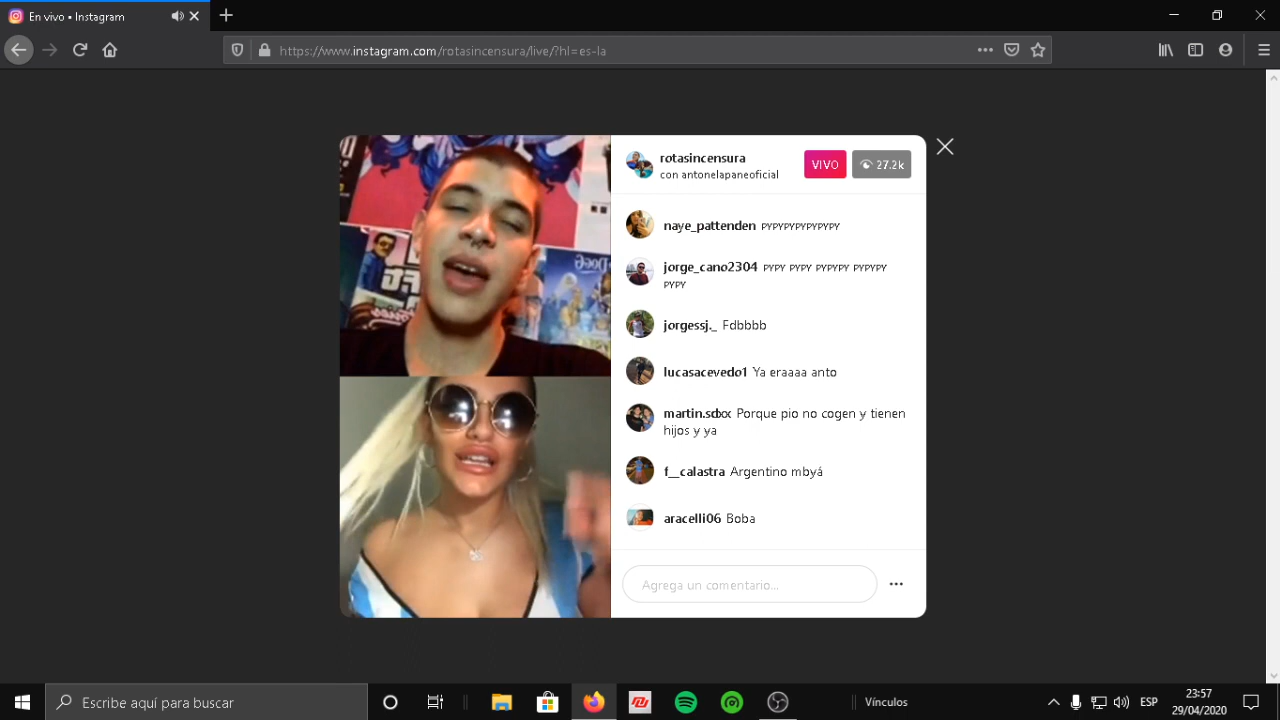 En vivo • Instagram
https://www.instagram.com/rotasincensura/live/?hl=es-la
rotasincensura
con antonelapaneoficial
VIVO
27.2k
naye_pattenden PYPYPYPYPYPYPY
jorge_cano2304 PYPY PYPY PYPYPY PYPYPY
PYPY
jorgessj._ Fdbbbb
lucasacevedo1 Ya eraaaa anto
martin.sdxx Porque pio no cogen y tienen
hijos y ya
f__calastra Argentino mbyá
aracelli06 Boba
Agrega un comentario...
Escribe aquí para buscar
Vínculos
ESP
23:57
29/04/2020